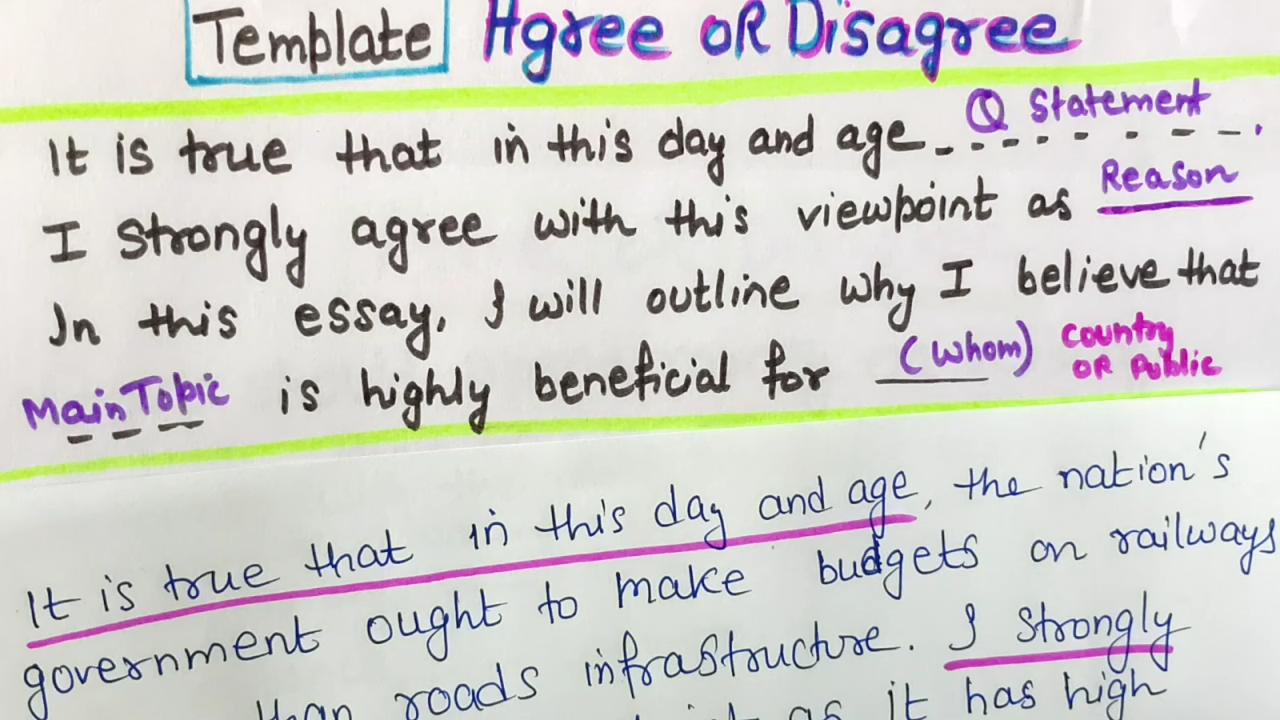 Template Agree OR Disagree
It is true that in this day and age - - - - - - - - Q Statement.
I strongly agree with this viewpoint as Reason
In this essay, I will outline why I believe that
Main Topic is highly beneficial for (whom) country OR Public
It is true that in this day and age, the nation's
government ought to make budgets on railways
than roads infrastructure. I strongly
as it has high